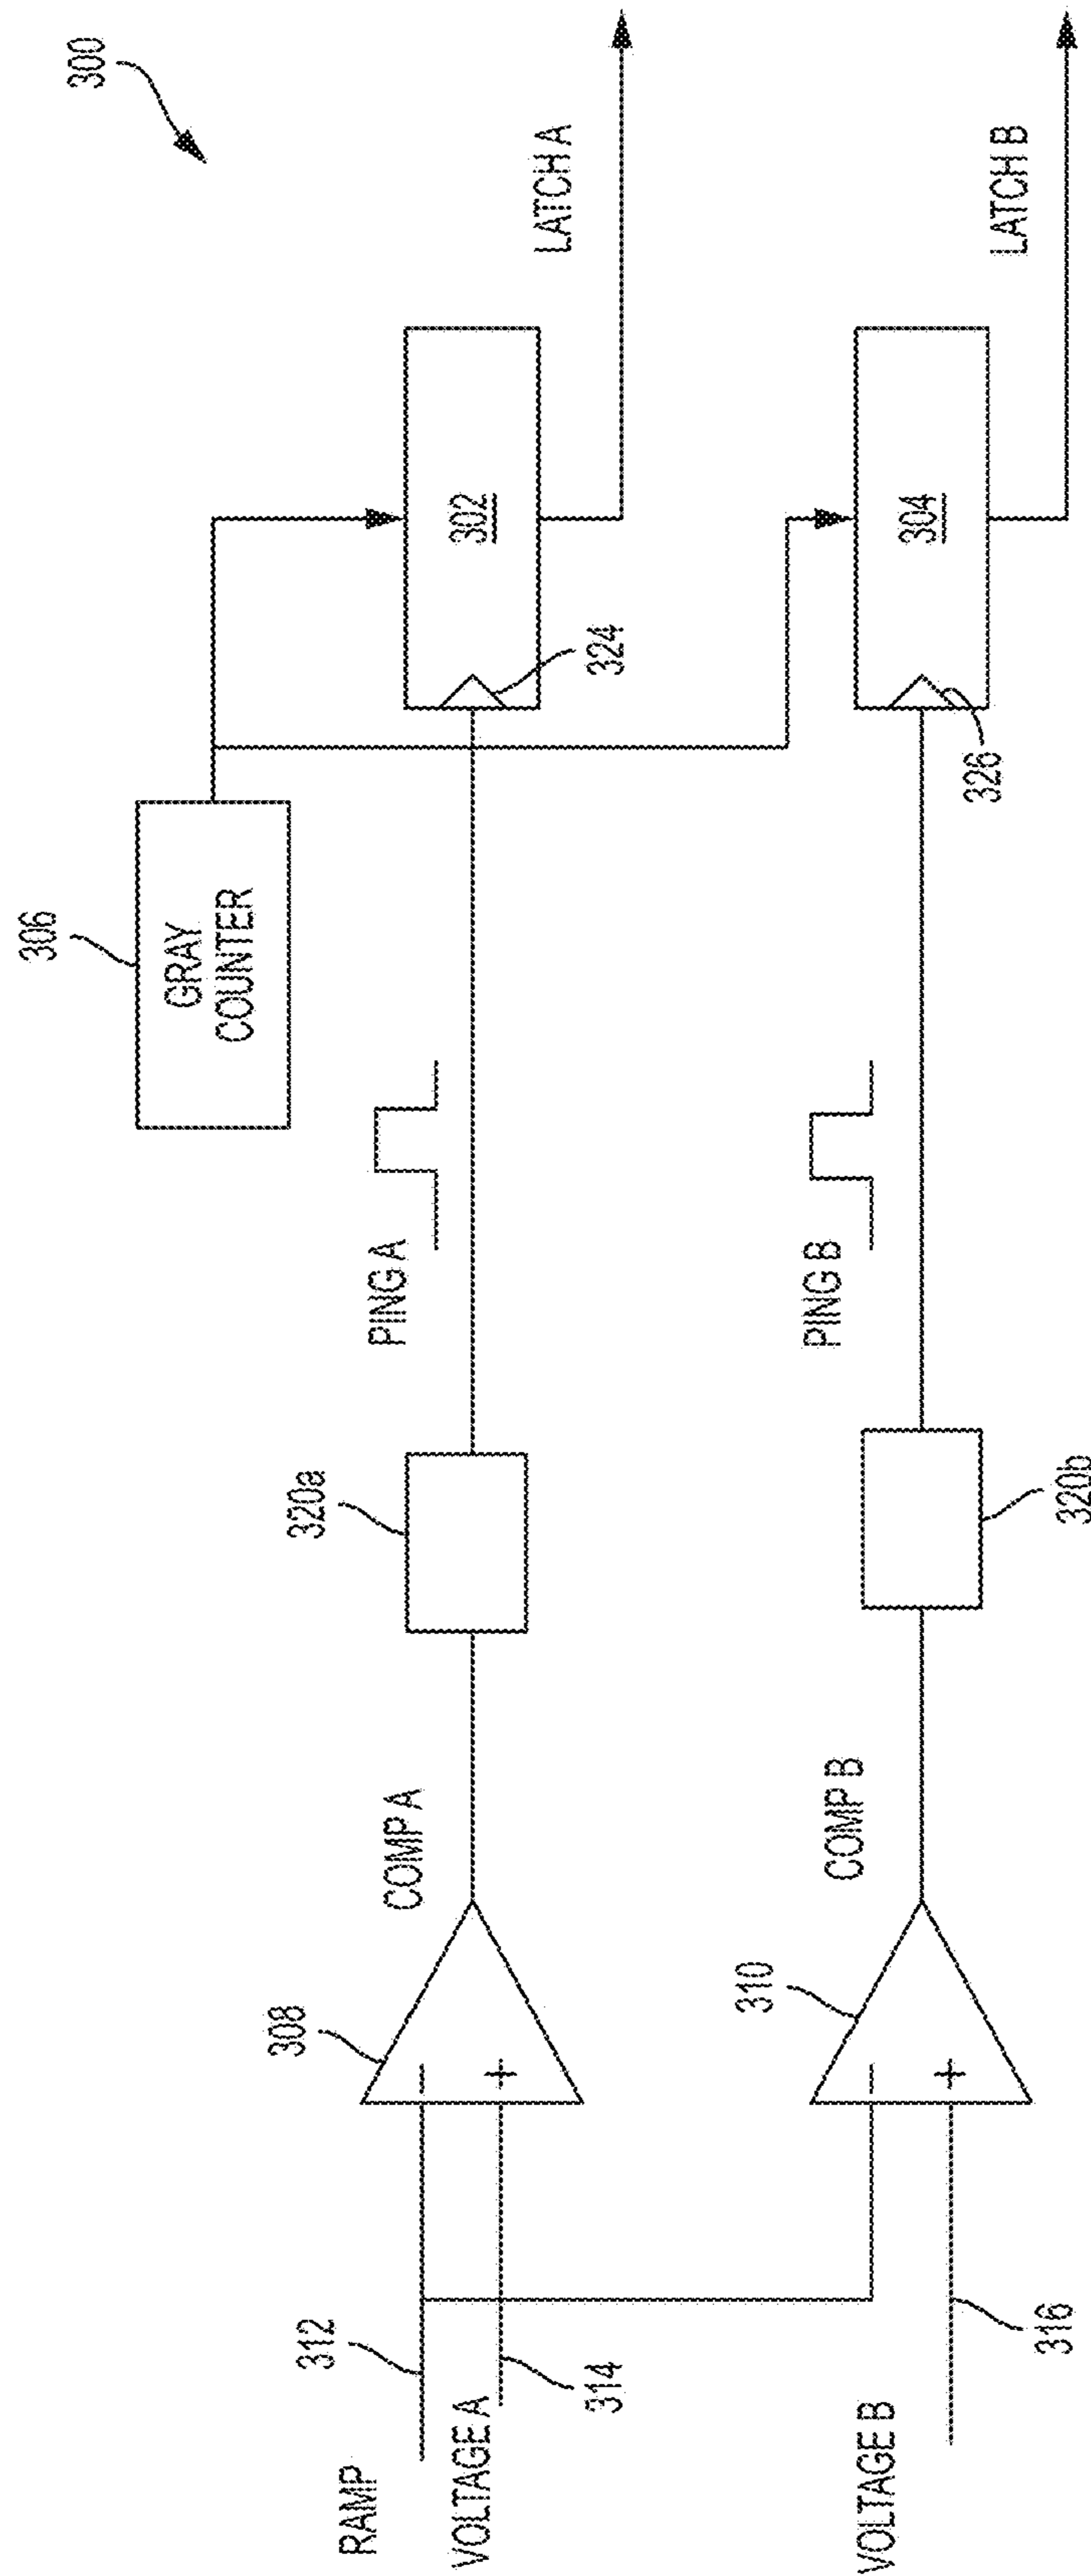 300
306
GRAY
COUNTER
LATCH A
302
324
PING A
320a
COMP A
308
312
RAMP
VOLTAGE A
314
LATCH B
304
326
PING B
320b
COMP B
310
VOLTAGE B
316
−
+
−
+